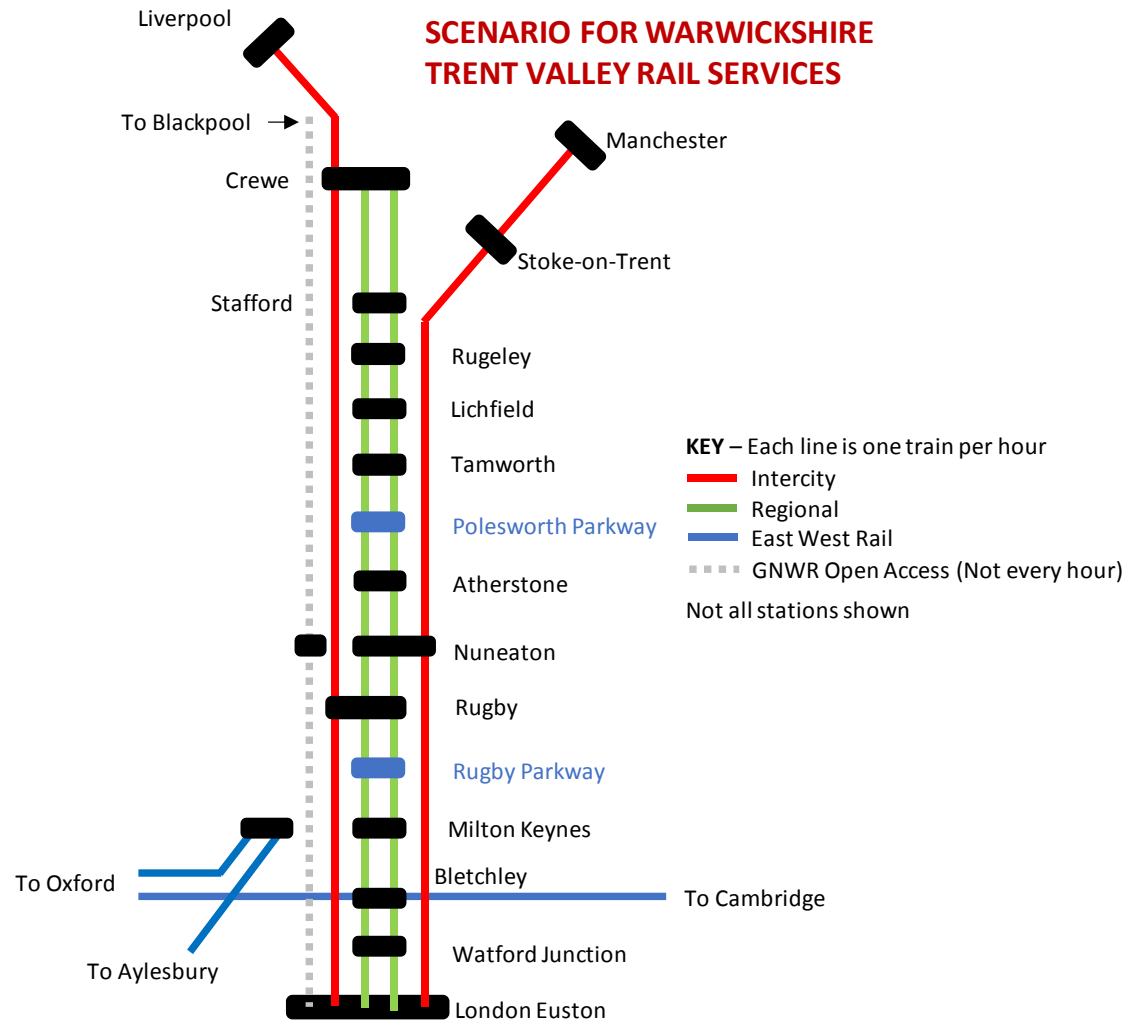 Liverpool
SCENARIO FOR WARWICKSHIRE
TRENT VALLEY RAIL SERVICES
To Blackpool
Manchester
Crewe
Stoke-on-Trent
Stafford
Rugeley
Lichfield
KEY – Each line is one train per hour
Tamworth
Intercity
Regional
Polesworth Parkway
East West Rail
GNWR Open Access (Not every hour)
Atherstone
Not all stations shown
Nuneaton
Rugby
Rugby Parkway
Milton Keynes
Bletchley
To Oxford
To Cambridge
Watford Junction
To Aylesbury
London Euston